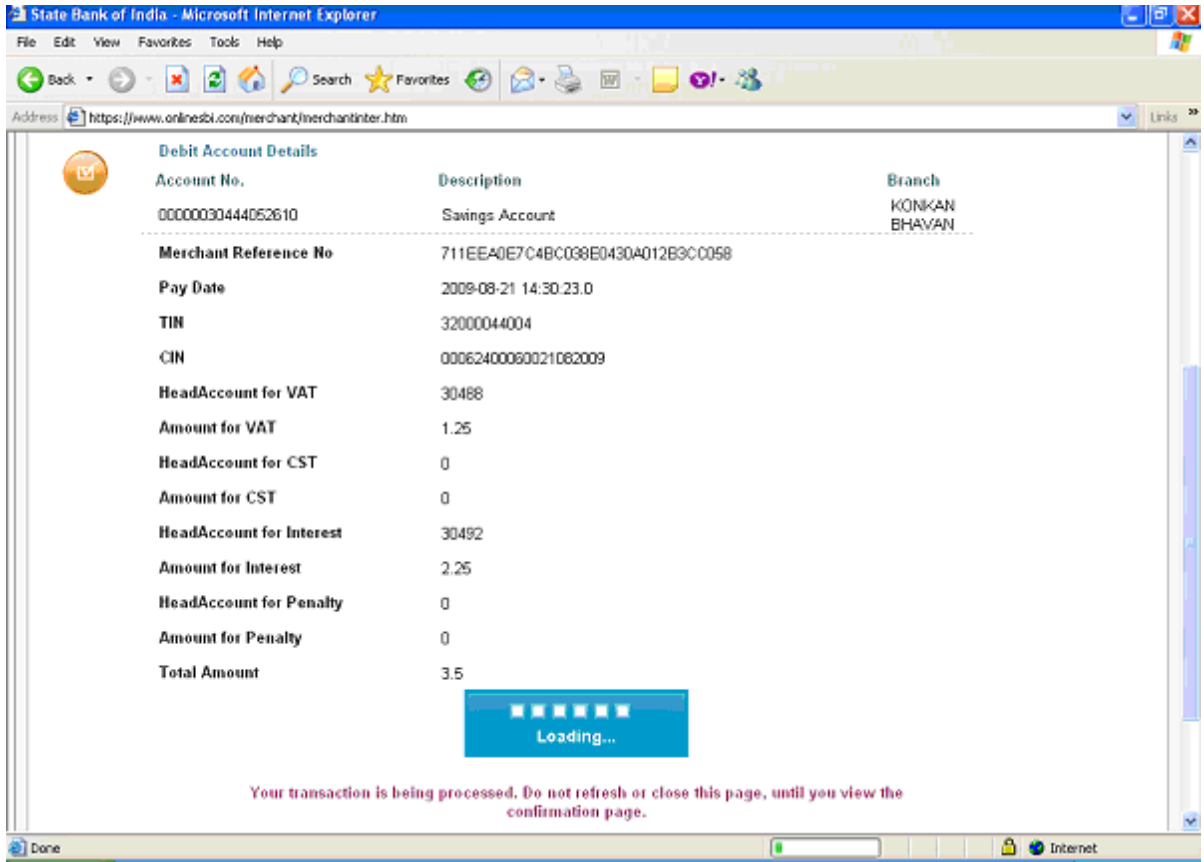 State Bank of India - Microsoft Internet Explorer
File Edit View Favorites Tools Help
Back Search Favorites
Address https://www.onlinesbi.com/merchant/merchantinter.htm Links
Debit Account Details
Account No. Description Branch
00000030444052610 Savings Account KONKAN
BHAVAN
Merchant Reference No 711EEA0E7C4BC038E0430A012B3CC058
Pay Date 2009-08-21 14:30:23.0
TIN 32000044004
CIN 00062400060021082009
HeadAccount for VAT 30488
Amount for VAT 1.25
HeadAccount for CST 0
Amount for CST 0
HeadAccount for Interest 30492
Amount for Interest 2.25
HeadAccount for Penalty 0
Amount for Penalty 0
Total Amount 3.5
Loading...
Your transaction is being processed. Do not refresh or close this page, until you view the
confirmation page.
Done Internet